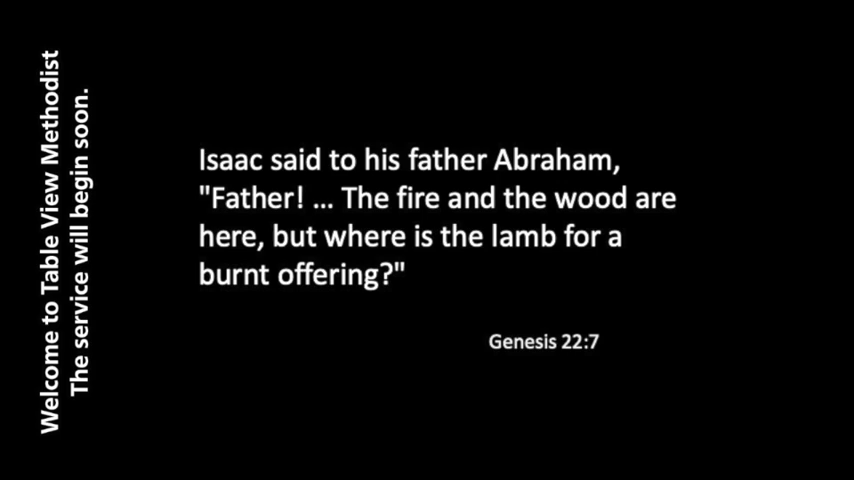 Welcome to Table View Methodist
The service will begin soon.
Isaac said to his father Abraham,
"Father! ... The fire and the wood are
here, but where is the lamb for a
burnt offering?"
Genesis 22:7